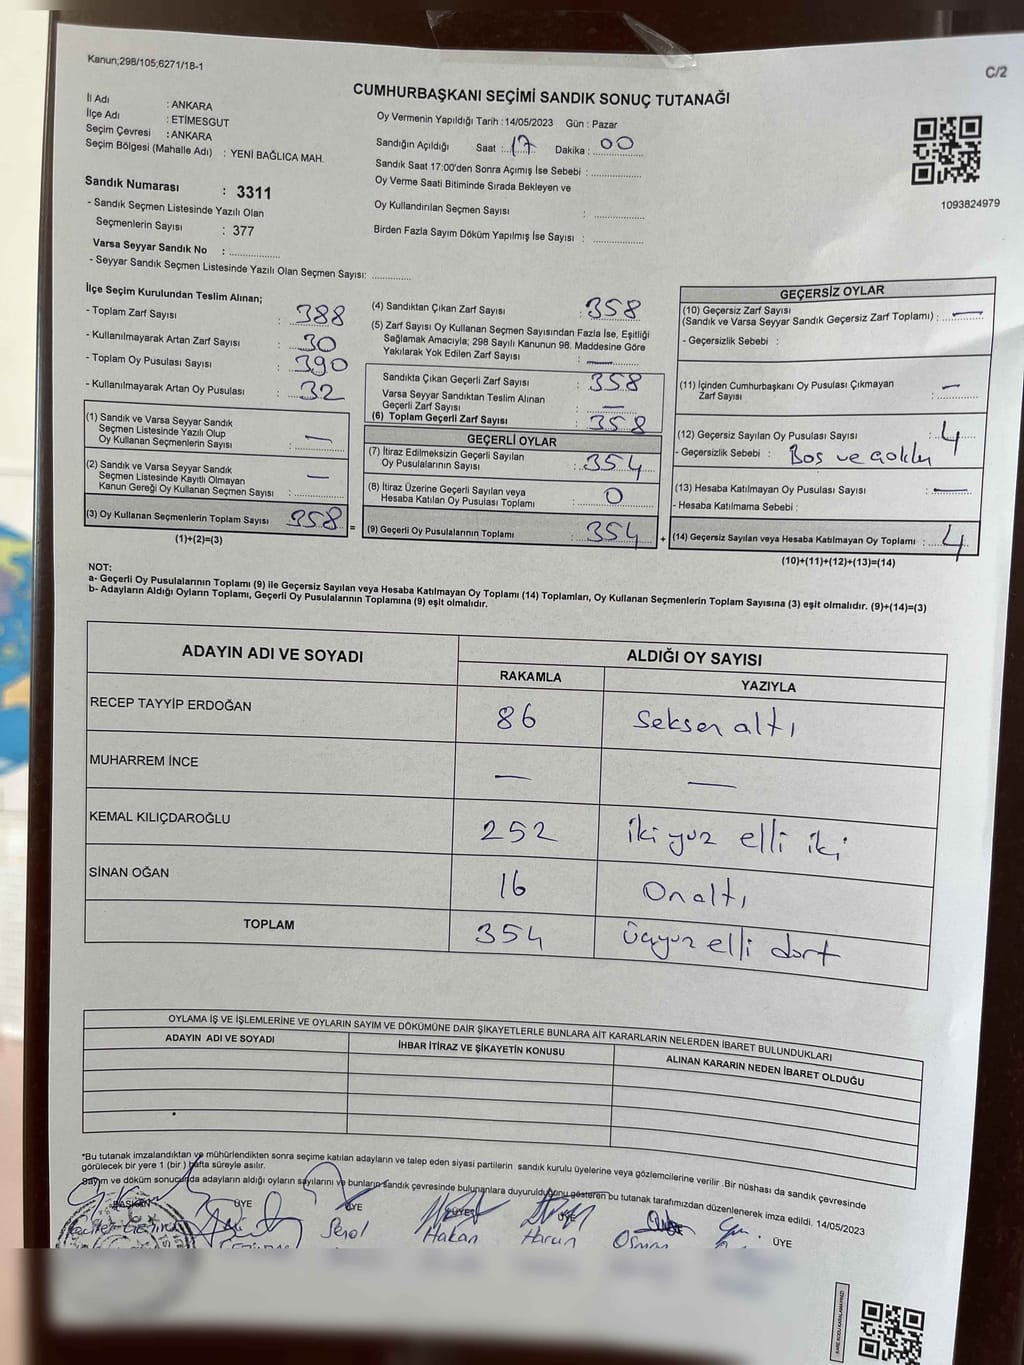 Kanun;298/105;6271/18-1
C/2
CUMHURBAŞKANI SEÇİMİ SANDIK SONUÇ TUTANAĞI
İl Adı : ANKARA
İlçe Adı : ETİMESGUT
Seçim Çevresi : ANKARA
Seçim Bölgesi (Mahalle Adı) : YENİ BAĞLICA MAH.
Sandık Numarası : 3311
- Sandık Seçmen Listesinde Yazılı Olan
Seçmenlerin Sayısı : 377
Varsa Seyyar Sandık No : ................
- Seyyar Sandık Seçmen Listesinde Yazılı Olan Seçmen Sayısı: ............
Oy Vermenin Yapıldığı Tarih : 14/05/2023 Gün : Pazar
Sandığın Açıldığı Saat : 17 Dakika : 00
Sandık Saat 17:00'den Sonra Açımış İse Sebebi : ................
Oy Verme Saati Bitiminde Sırada Bekleyen ve
Oy Kullandırılan Seçmen Sayısı : ................
Birden Fazla Sayım Döküm Yapılmış İse Sayısı : ................
1093824979
İlçe Seçim Kurulundan Teslim Alınan;
- Toplam Zarf Sayısı : 388
- Kullanılmayarak Artan Zarf Sayısı : 30
- Toplam Oy Pusulası Sayısı : 390
- Kullanılmayarak Artan Oy Pusulası : 32
(1) Sandık ve Varsa Seyyar Sandık
Seçmen Listesinde Yazılı Olup
Oy Kullanan Seçmenlerin Sayısı : —
(2) Sandık ve Varsa Seyyar Sandık
Seçmen Listesinde Kayıtlı Olmayan
Kanun Gereği Oy Kullanan Seçmen Sayısı : —
(3) Oy Kullanan Seçmenlerin Toplam Sayısı 358 =
(1)+(2)=(3)
(4) Sandıktan Çıkan Zarf Sayısı : 358
(5) Zarf Sayısı Oy Kullanan Seçmen Sayısından Fazla İse, Eşitliği
Sağlamak Amacıyla; 298 Sayılı Kanunun 98. Maddesine Göre
Yakılarak Yok Edilen Zarf Sayısı : —
Sandıkta Çıkan Geçerli Zarf Sayısı : 358
Varsa Seyyar Sandıktan Teslim Alınan
Geçerli Zarf Sayısı : —
(6) Toplam Geçerli Zarf Sayısı : 358
GEÇERLİ OYLAR
(7) İtiraz Edilmeksizin Geçerli Sayılan
Oy Pusulalarının Sayısı : 354
(8) İtiraz Üzerine Geçerli Sayılan veya
Hesaba Katılan Oy Pusulası Toplamı : 0
(9) Geçerli Oy Pusulalarının Toplamı : 354 +
GEÇERSİZ OYLAR
(10) Geçersiz Zarf Sayısı
(Sandık ve Varsa Seyyar Sandık Geçersiz Zarf Toplamı) : —
- Geçersizlik Sebebi :
(11) İçinden Cumhurbaşkanı Oy Pusulası Çıkmayan
Zarf Sayısı : —
(12) Geçersiz Sayılan Oy Pusulası Sayısı : 4
- Geçersizlik Sebebi : Boş ve
(13) Hesaba Katılmayan Oy Pusulası Sayısı : —
- Hesaba Katılmama Sebebi :
(14) Geçersiz Sayılan veya Hesaba Katılmayan Oy Toplamı : 4
(10)+(11)+(12)+(13)=(14)
NOT:
a- Geçerli Oy Pusulalarının Toplamı (9) ile Geçersiz Sayılan veya Hesaba Katılmayan Oy Toplamı (14) Toplamları, Oy Kullanan Seçmenlerin Toplam Sayısına (3) eşit olmalıdır. (9)+(14)=(3)
b- Adayların Aldığı Oyların Toplamı, Geçerli Oy Pusulalarının Toplamına (9) eşit olmalıdır.
ADAYIN ADI VE SOYADI ALDIĞI OY SAYISI
RAKAMLA YAZIYLA
RECEP TAYYİP ERDOĞAN 86 Seksen altı
MUHARREM İNCE — —
KEMAL KILIÇDAROĞLU 252 iki yüz elli iki
SİNAN OĞAN 16 Onaltı
TOPLAM 354 üçyüz elli dört
OYLAMA İŞ VE İŞLEMLERİNE VE OYLARIN SAYIM VE DÖKÜMÜNE DAİR ŞİKAYETLERLE BUNLARA AİT KARARLARIN NELERDEN İBARET BULUNDUKLARI
ADAYIN ADI VE SOYADI İHBAR İTİRAZ VE ŞİKAYETİN KONUSU ALINAN KARARIN NEDEN İBARET OLDUĞU
*Bu tutanak imzalandıktan ve mühürlendikten sonra seçime katılan adayların ve talep eden siyasi partilerin sandık kurulu üyelerine veya gözlemcilerine verilir .Bir nüshası da sandık çevresinde
görülecek bir yere 1 (bir ) hafta süreyle asılır.
Sayım ve döküm sonucunda adayların aldığı oyların sayılarını ve bunların sandık çevresinde bulunanlara duyurulduğunu gösteren bu tutanak tarafımızdan düzenlenerek imza edildi. 14/05/2023
BAŞKAN ÜYE ÜYE ÜYE ÜYE ÜYE
Şenol Hakan Harun Osman